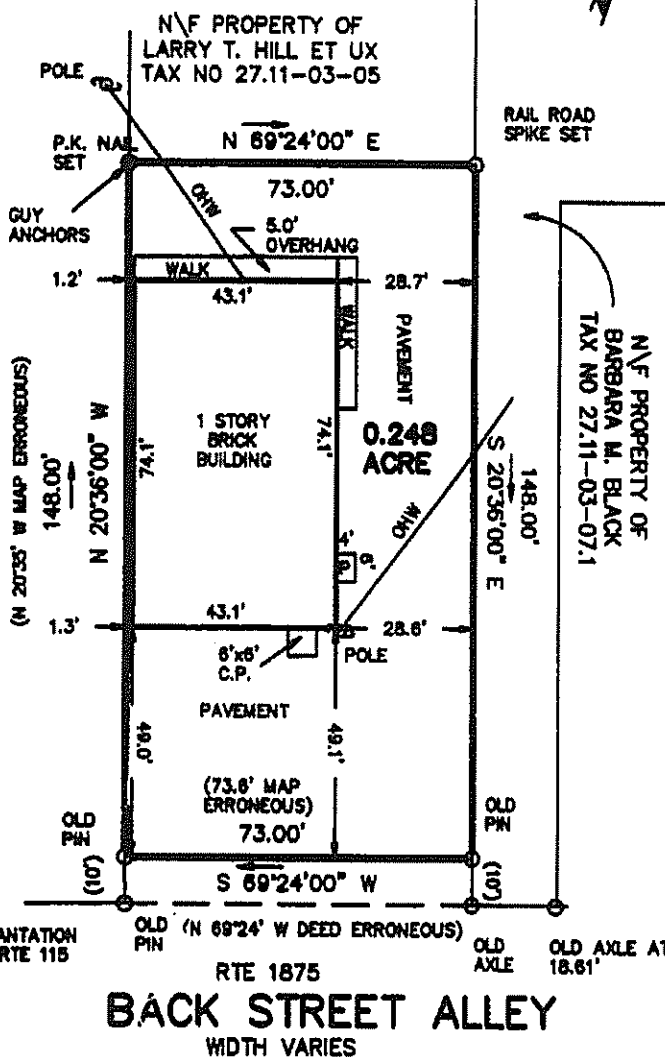 N\F PROPERTY OF
LARRY T. HILL ET UX
TAX NO 27.11-03-05
POLE
RAIL ROAD
SPIKE SET
P.K. NAIL
SET
N 69°24'00" E
73.00'
GUY
ANCHORS
OHW
5.0'
OVERHANG
WALK
1.2'
43.1'
28.7'
WALK
PAVEMENT
N\F PROPERTY OF
BARBARA M. BLACK
TAX NO 27.11-03-07.1
1 STORY
BRICK
BUILDING
74.1'
74.1'
0.248
ACRE
(N 20°35' W MAP ERRONEOUS)
148.00'
N 20°36'00" W
S 20°36'00" E
148.00'
OHW
4'
6'
1.3'
43.1'
28.6'
POLE
6'x6'
C.P.
PAVEMENT
49.0'
49.1'
(73.6' MAP
ERRONEOUS)
73.00'
OLD
PIN
OLD
PIN
S 69°24'00" W
(10')
(10')
ANTATION
RTE 115
OLD
PIN
(N 69°24' W DEED ERRONEOUS)
OLD
AXLE
OLD AXLE AT
18.61'
RTE 1875
BACK STREET ALLEY
WIDTH VARIES